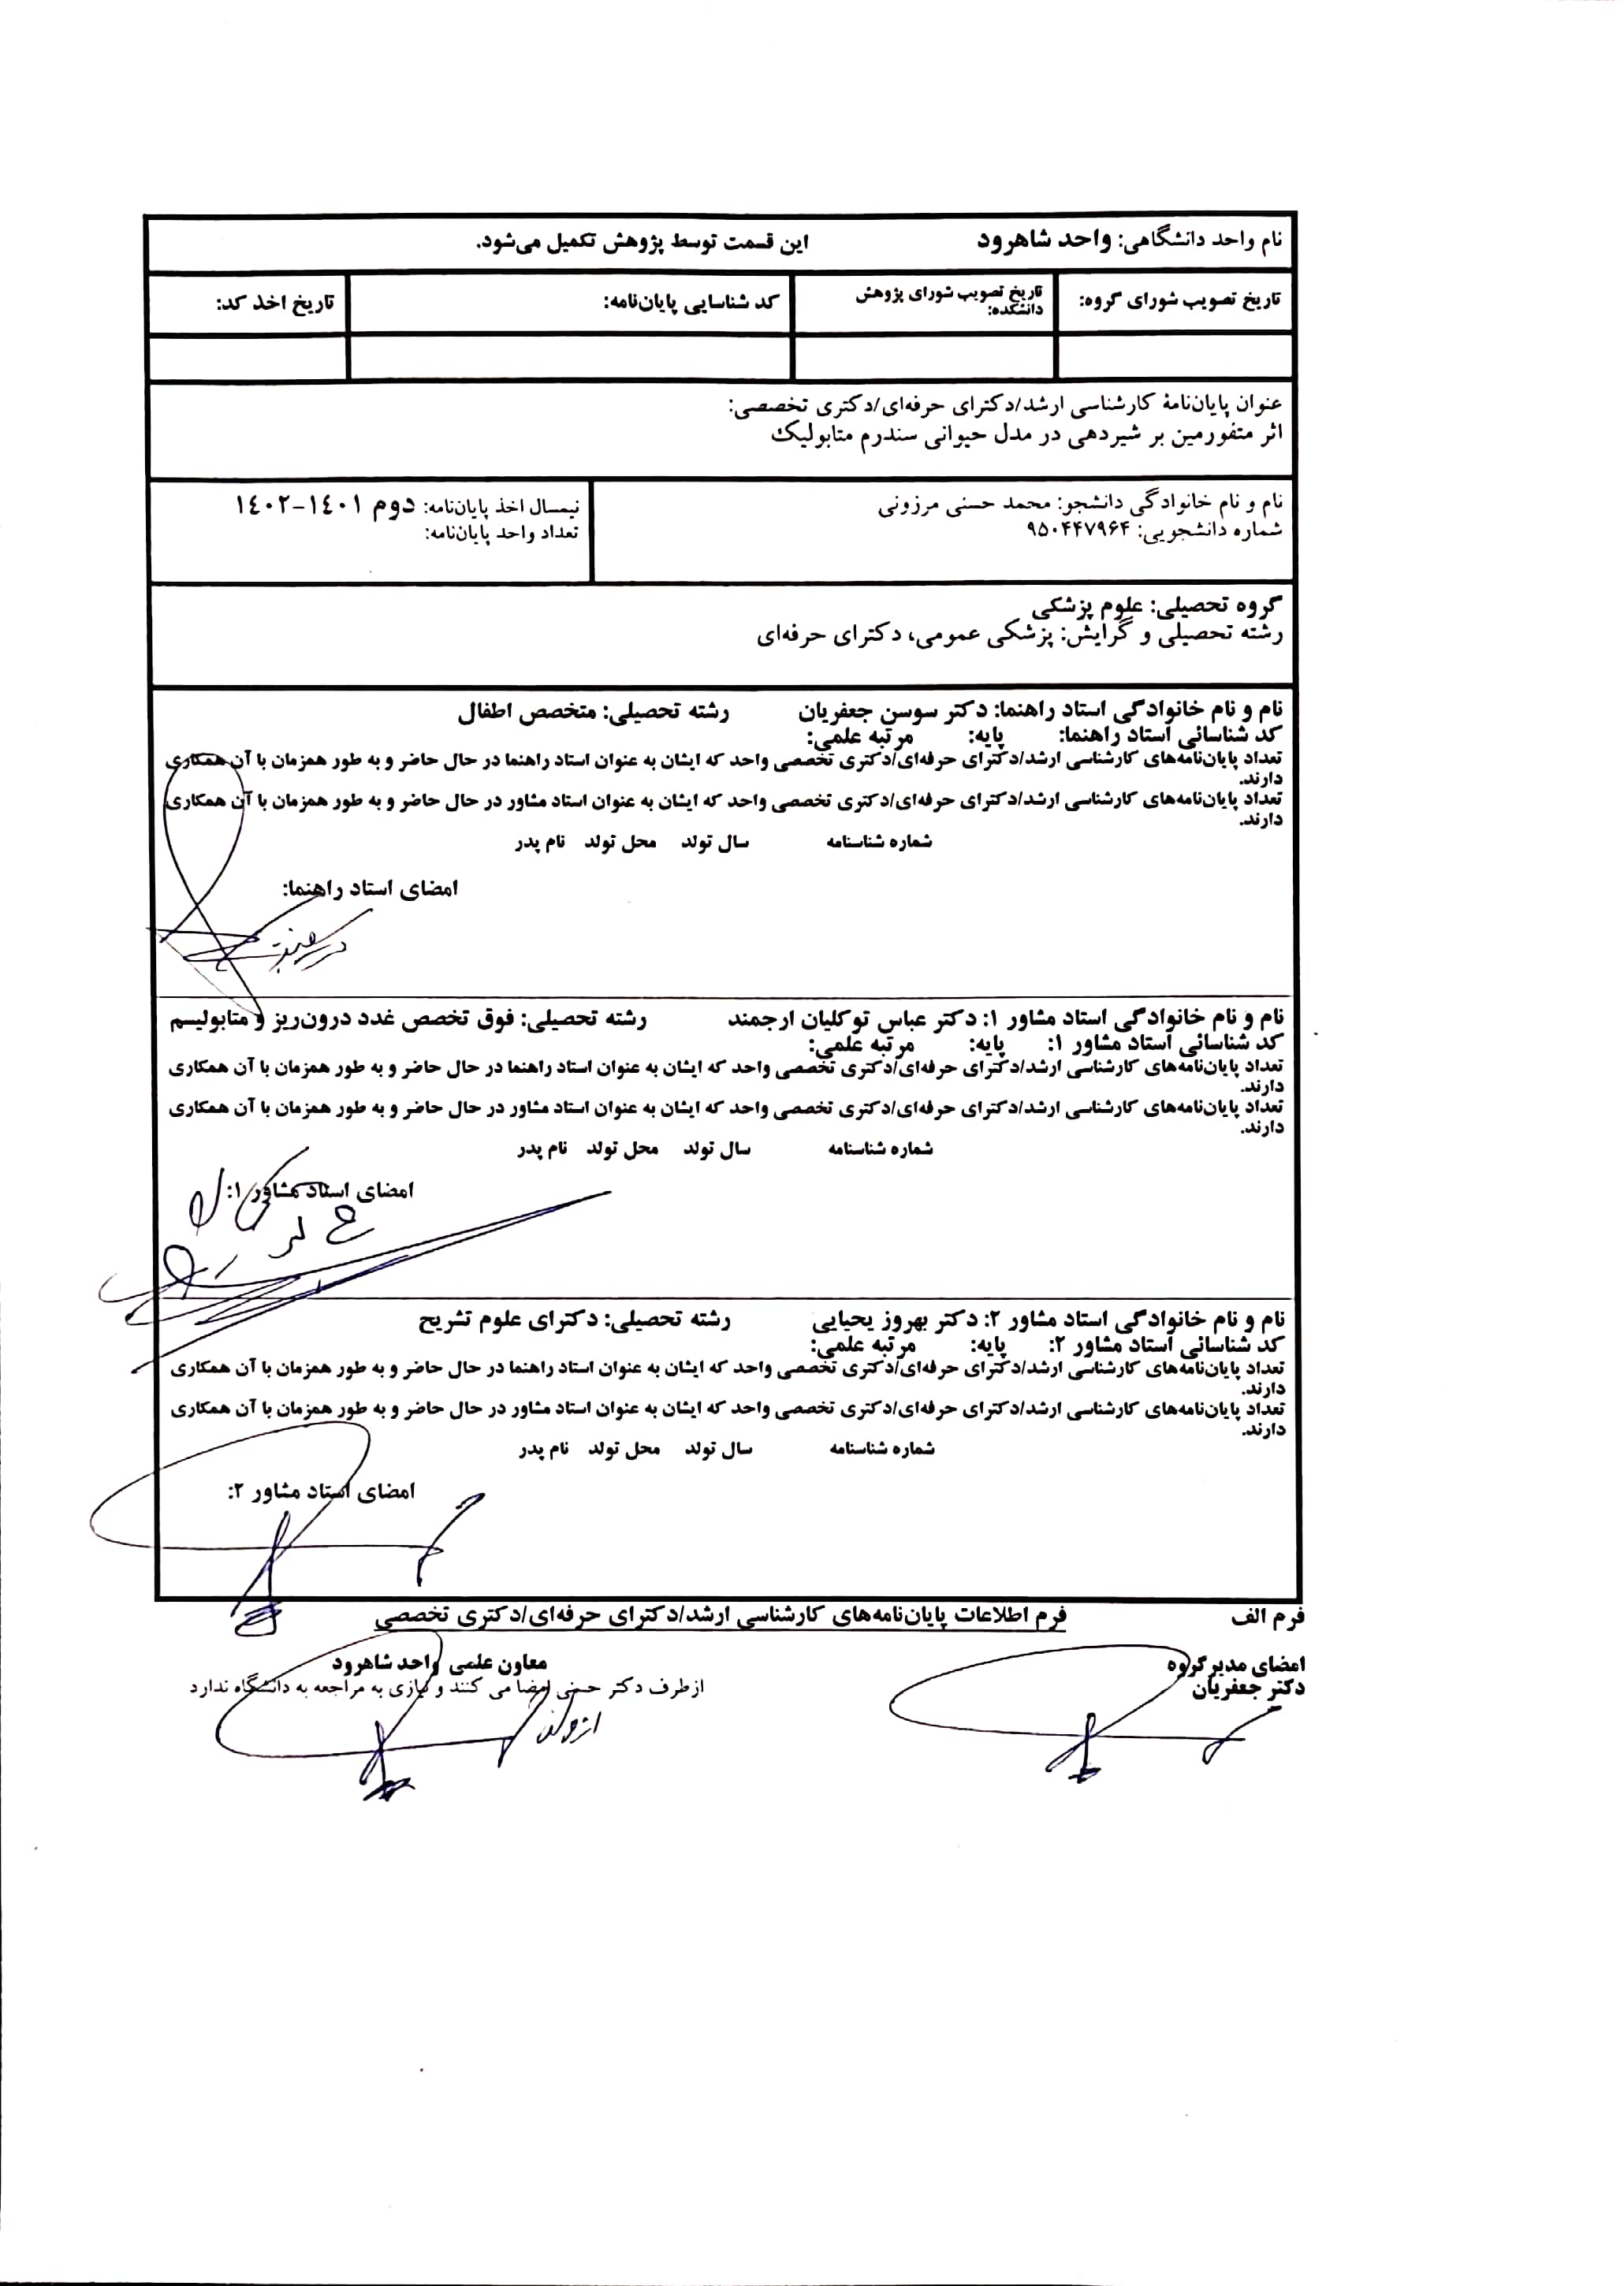 نام واحد دانشگاهی: واحد شاهرود این قسمت توسط پژوهش تکمیل می‌شود.
تاریخ تصویب شورای گروه: تاریخ تصویب شورای پژوهش دانشکده: کد شناسایی پایان‌نامه: تاریخ اخذ کد:
عنوان پایان‌نامهٔ کارشناسی ارشد/دکترای حرفه‌ای/دکتری تخصصی:
اثر متفورمین بر شیردهی در مدل حیوانی سندرم متابولیک
نام و نام خانوادگی دانشجو: محمد حسنی مرزونی
شماره دانشجویی: ۹۵۰۴۴۷۹۶۴
نیمسال اخذ پایان‌نامه: دوم ۱٤۰۱-۱٤۰۲
تعداد واحد پایان‌نامه:
گروه تحصیلی: علوم پزشکی
رشته تحصیلی و گرایش: پزشکی عمومی، دکترای حرفه‌ای
نام و نام خانوادگی استاد راهنما: دکتر سوسن جعفریان رشته تحصیلی: متخصص اطفال
کد شناسائی استاد راهنما: پایه: مرتبه علمی:
تعداد پایان‌نامه‌های کارشناسی ارشد/دکترای حرفه‌ای/دکتری تخصصی واحد که ایشان به عنوان استاد راهنما در حال حاضر و به طور همزمان با آن همکاری
دارند.
تعداد پایان‌نامه‌های کارشناسی ارشد/دکترای حرفه‌ای/دکتری تخصصی واحد که ایشان به عنوان استاد مشاور در حال حاضر و به طور همزمان با آن همکاری
دارند.
شماره شناسنامه سال تولد محل تولد نام پدر
امضای استاد راهنما:
نام و نام خانوادگی استاد مشاور ۱: دکتر عباس توکلیان ارجمند رشته تحصیلی: فوق تخصص غدد درون‌ریز و متابولیسم
کد شناسائی استاد مشاور ۱: پایه: مرتبه علمی:
تعداد پایان‌نامه‌های کارشناسی ارشد/دکترای حرفه‌ای/دکتری تخصصی واحد که ایشان به عنوان استاد راهنما در حال حاضر و به طور همزمان با آن همکاری
دارند.
تعداد پایان‌نامه‌های کارشناسی ارشد/دکترای حرفه‌ای/دکتری تخصصی واحد که ایشان به عنوان استاد مشاور در حال حاضر و به طور همزمان با آن همکاری
دارند.
شماره شناسنامه سال تولد محل تولد نام پدر
امضای استاد مشاور ۱:
نام و نام خانوادگی استاد مشاور ۲: دکتر بهروز یحیایی رشته تحصیلی: دکترای علوم تشریح
کد شناسائی استاد مشاور ۲: پایه: مرتبه علمی:
تعداد پایان‌نامه‌های کارشناسی ارشد/دکترای حرفه‌ای/دکتری تخصصی واحد که ایشان به عنوان استاد راهنما در حال حاضر و به طور همزمان با آن همکاری
دارند.
تعداد پایان‌نامه‌های کارشناسی ارشد/دکترای حرفه‌ای/دکتری تخصصی واحد که ایشان به عنوان استاد مشاور در حال حاضر و به طور همزمان با آن همکاری
دارند.
شماره شناسنامه سال تولد محل تولد نام پدر
امضای استاد مشاور ۲:
فرم الف فرم اطلاعات پایان‌نامه‌های کارشناسی ارشد/دکترای حرفه‌ای/دکتری تخصصی
امضای مدیرگروه معاون علمی واحد شاهرود
دکتر جعفریان ازطرف دکتر حسنی امضا می کنند و نیازی به مراجعه به دانشگاه ندارد